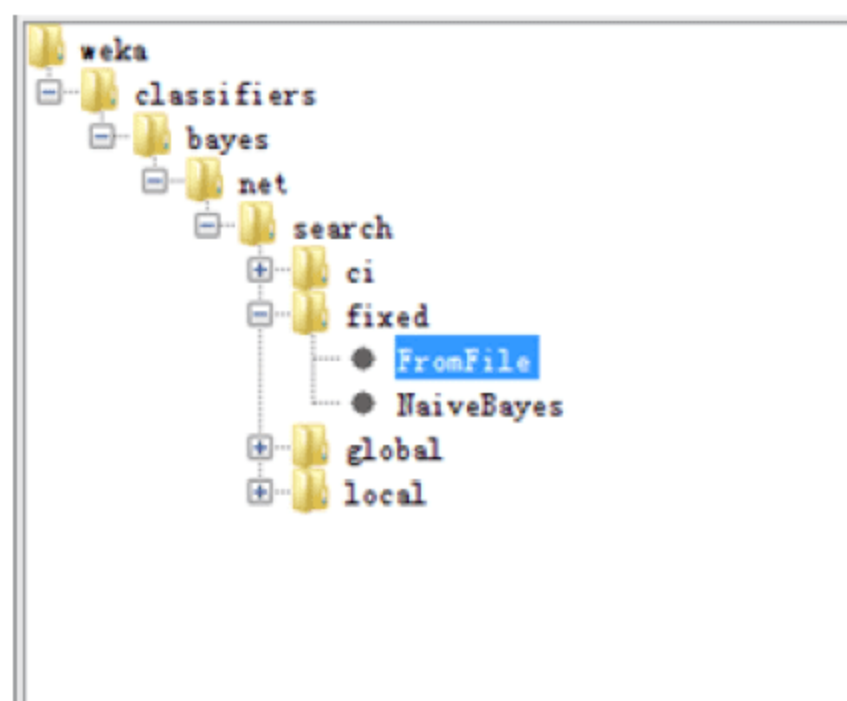 weka
classifiers
bayes
net
search
ci
fixed
FromFile
NaiveBayes
global
local